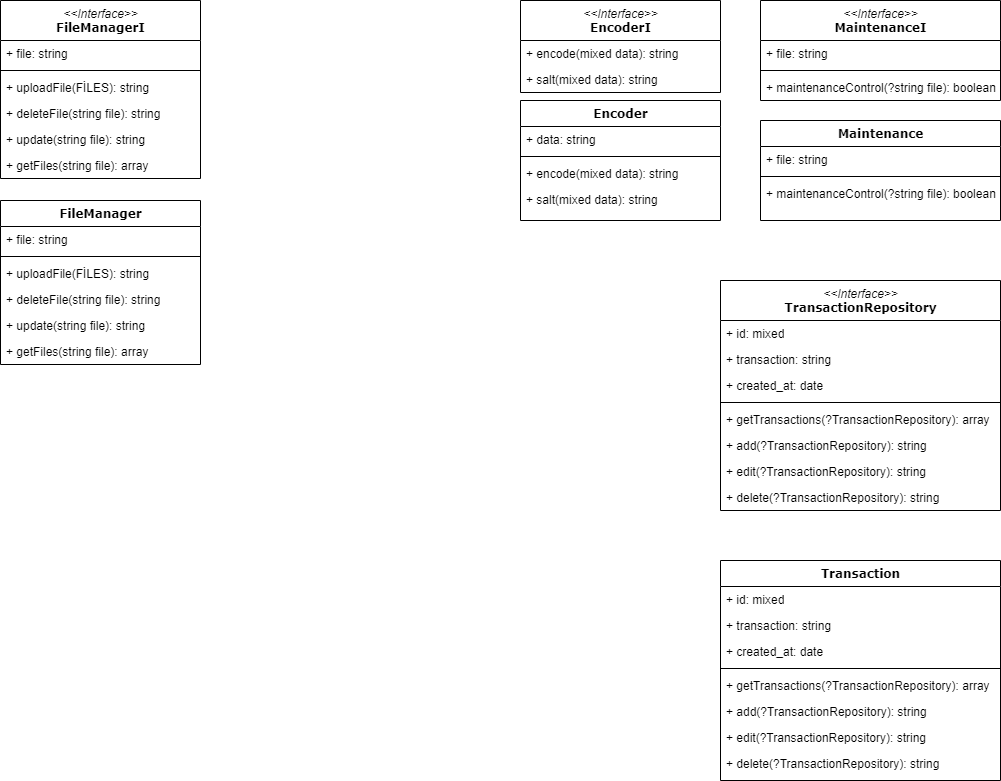 <<Interface>>
FileManagerI
+ file: string
+ uploadFile(FİLES): string
+ deleteFile(string file): string
+ update(string file): string
+ getFiles(string file): array
FileManager
+ file: string
+ uploadFile(FİLES): string
+ deleteFile(string file): string
+ update(string file): string
+ getFiles(string file): array
<<Interface>>
EncoderI
+ encode(mixed data): string
+ salt(mixed data): string
Encoder
+ data: string
+ encode(mixed data): string
+ salt(mixed data): string
<<Interface>>
MaintenanceI
+ file: string
+ maintenanceControl(?string file): boolean
Maintenance
+ file: string
+ maintenanceControl(?string file): boolean
<<Interface>>
TransactionRepository
+ id: mixed
+ transaction: string
+ created_at: date
+ getTransactions(?TransactionRepository): array
+ add(?TransactionRepository): string
+ edit(?TransactionRepository): string
+ delete(?TransactionRepository): string
Transaction
+ id: mixed
+ transaction: string
+ created_at: date
+ getTransactions(?TransactionRepository): array
+ add(?TransactionRepository): string
+ edit(?TransactionRepository): string
+ delete(?TransactionRepository): string